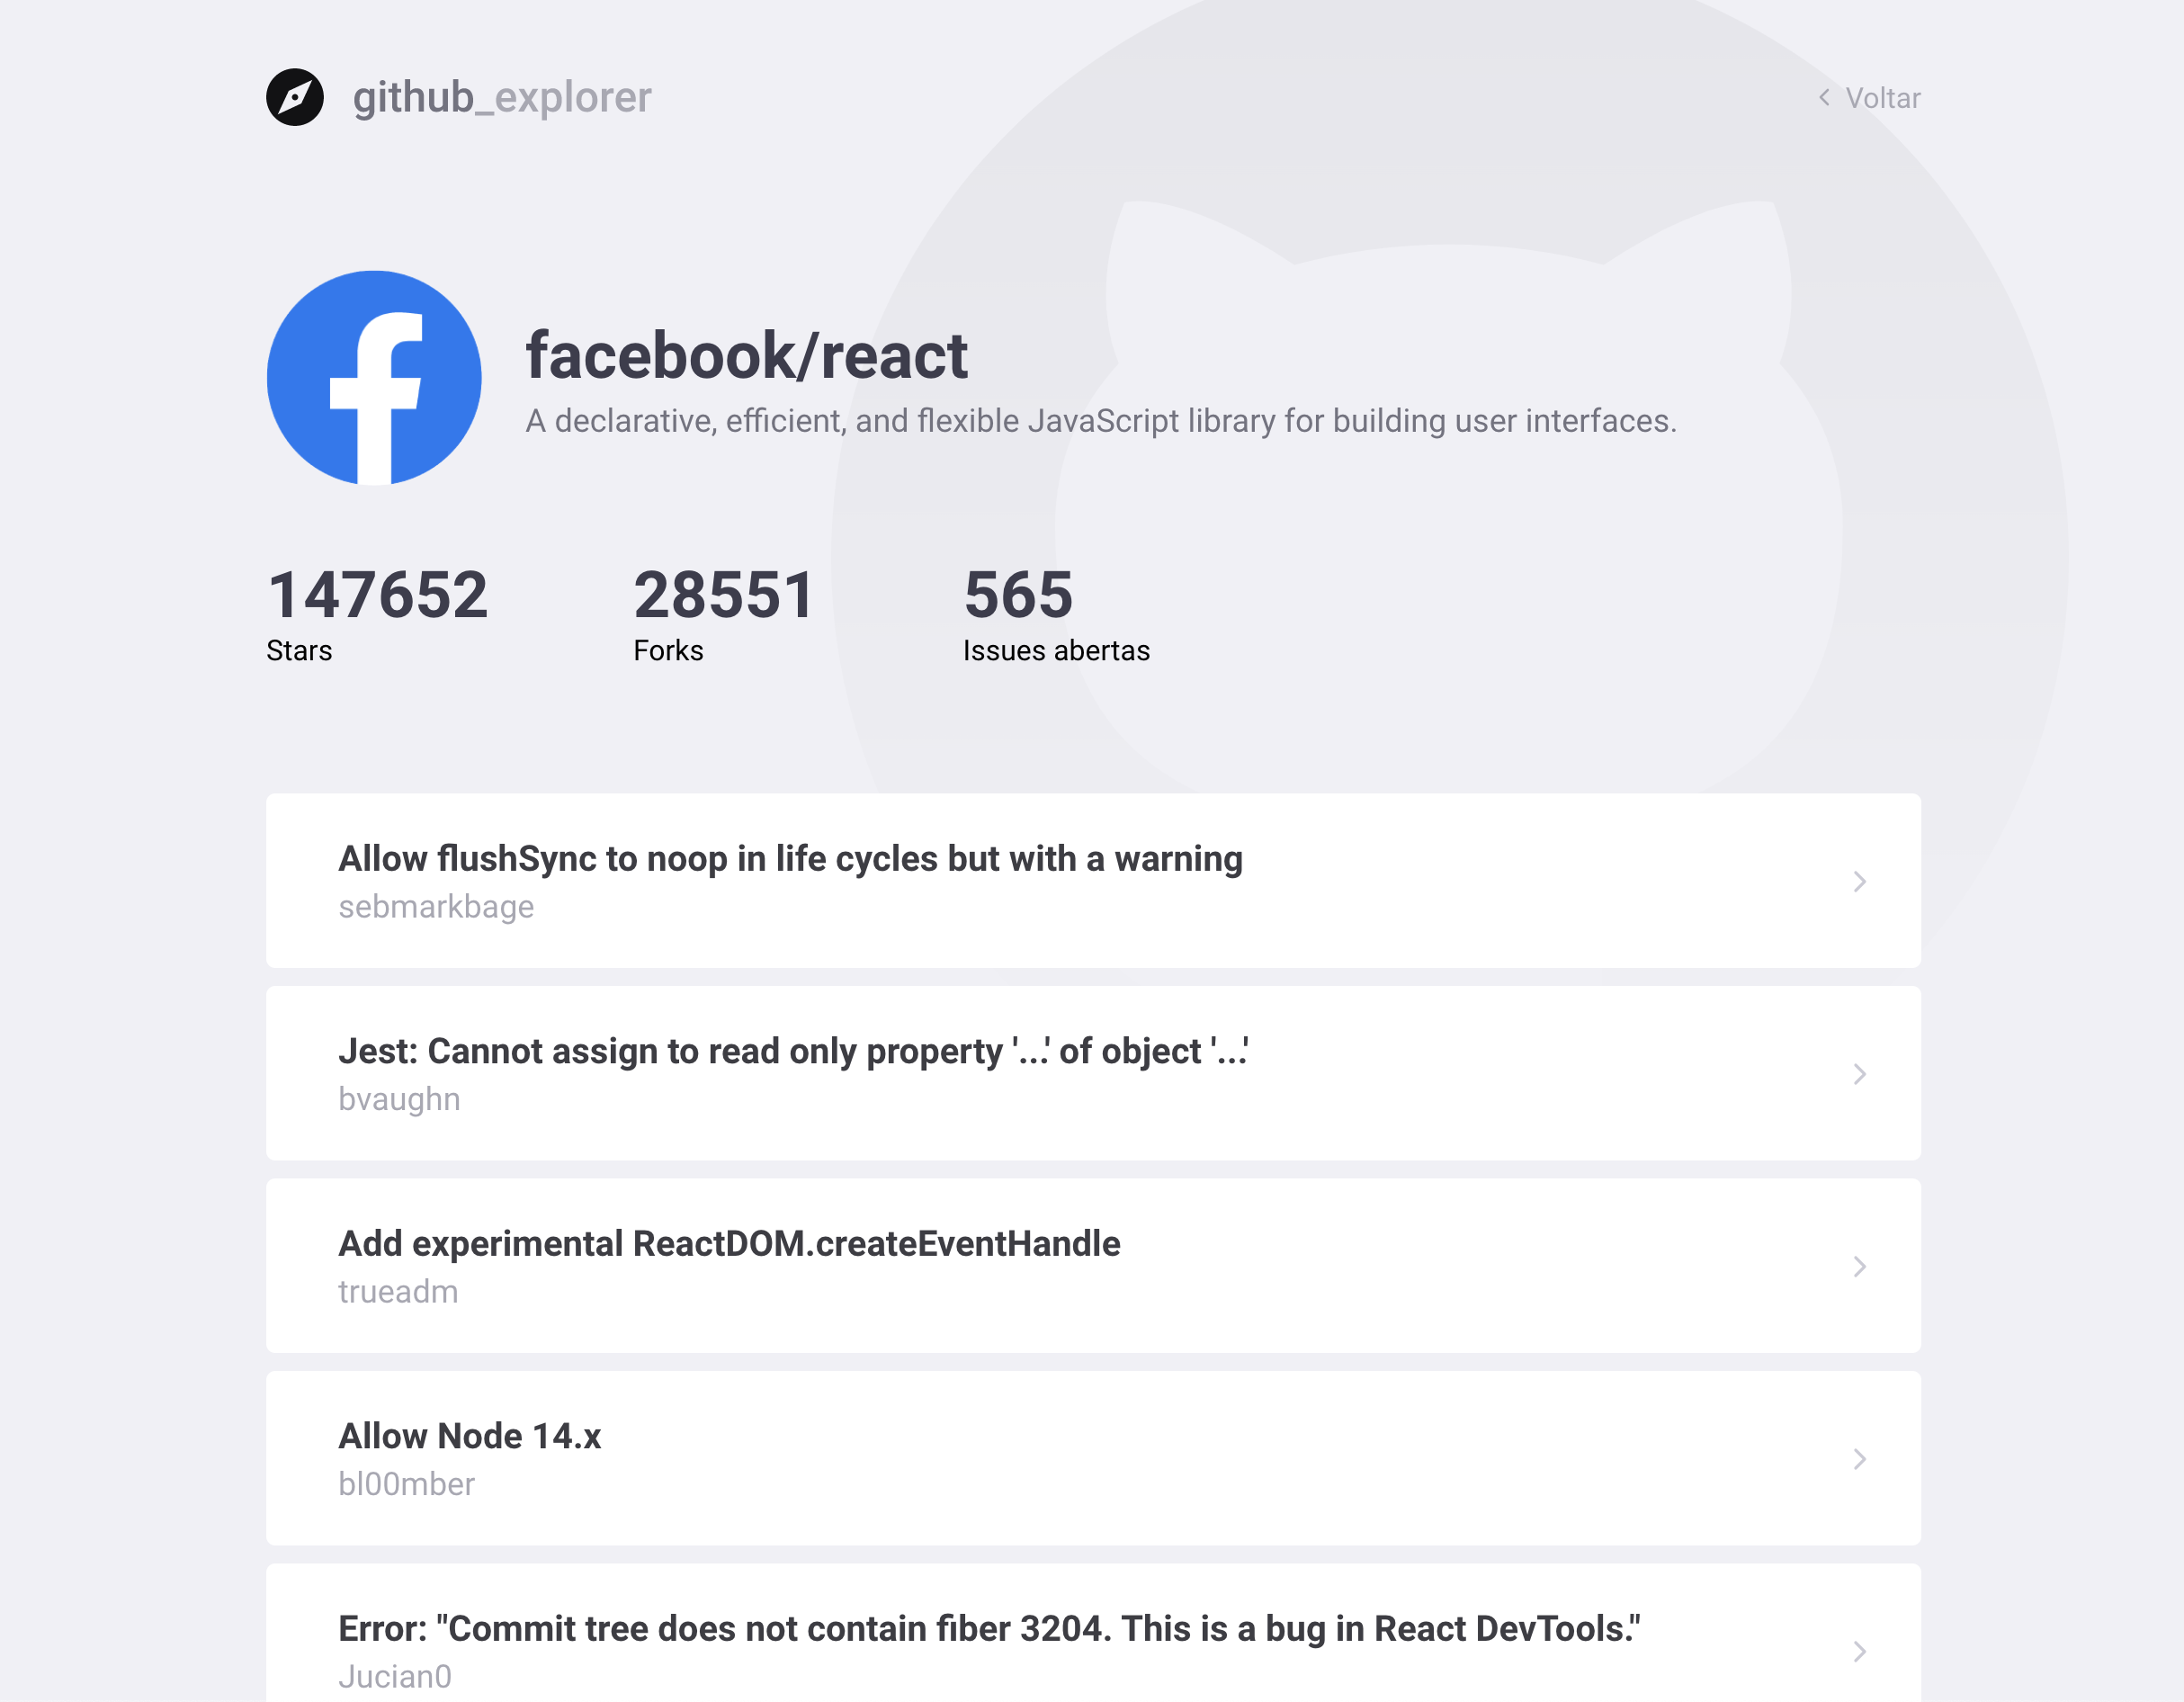 github_explorer
Voltar
facebook/react
A declarative, efficient, and flexible JavaScript library for building user interfaces.
147652
Stars
28551
Forks
565
Issues abertas
Allow flushSync to noop in life cycles but with a warning
sebmarkbage
Jest: Cannot assign to read only property '...' of object '...'
bvaughn
Add experimental ReactDOM.createEventHandle
trueadm
Allow Node 14.x
bl00mber
Error: "Commit tree does not contain fiber 3204. This is a bug in React DevTools."
Jucian0